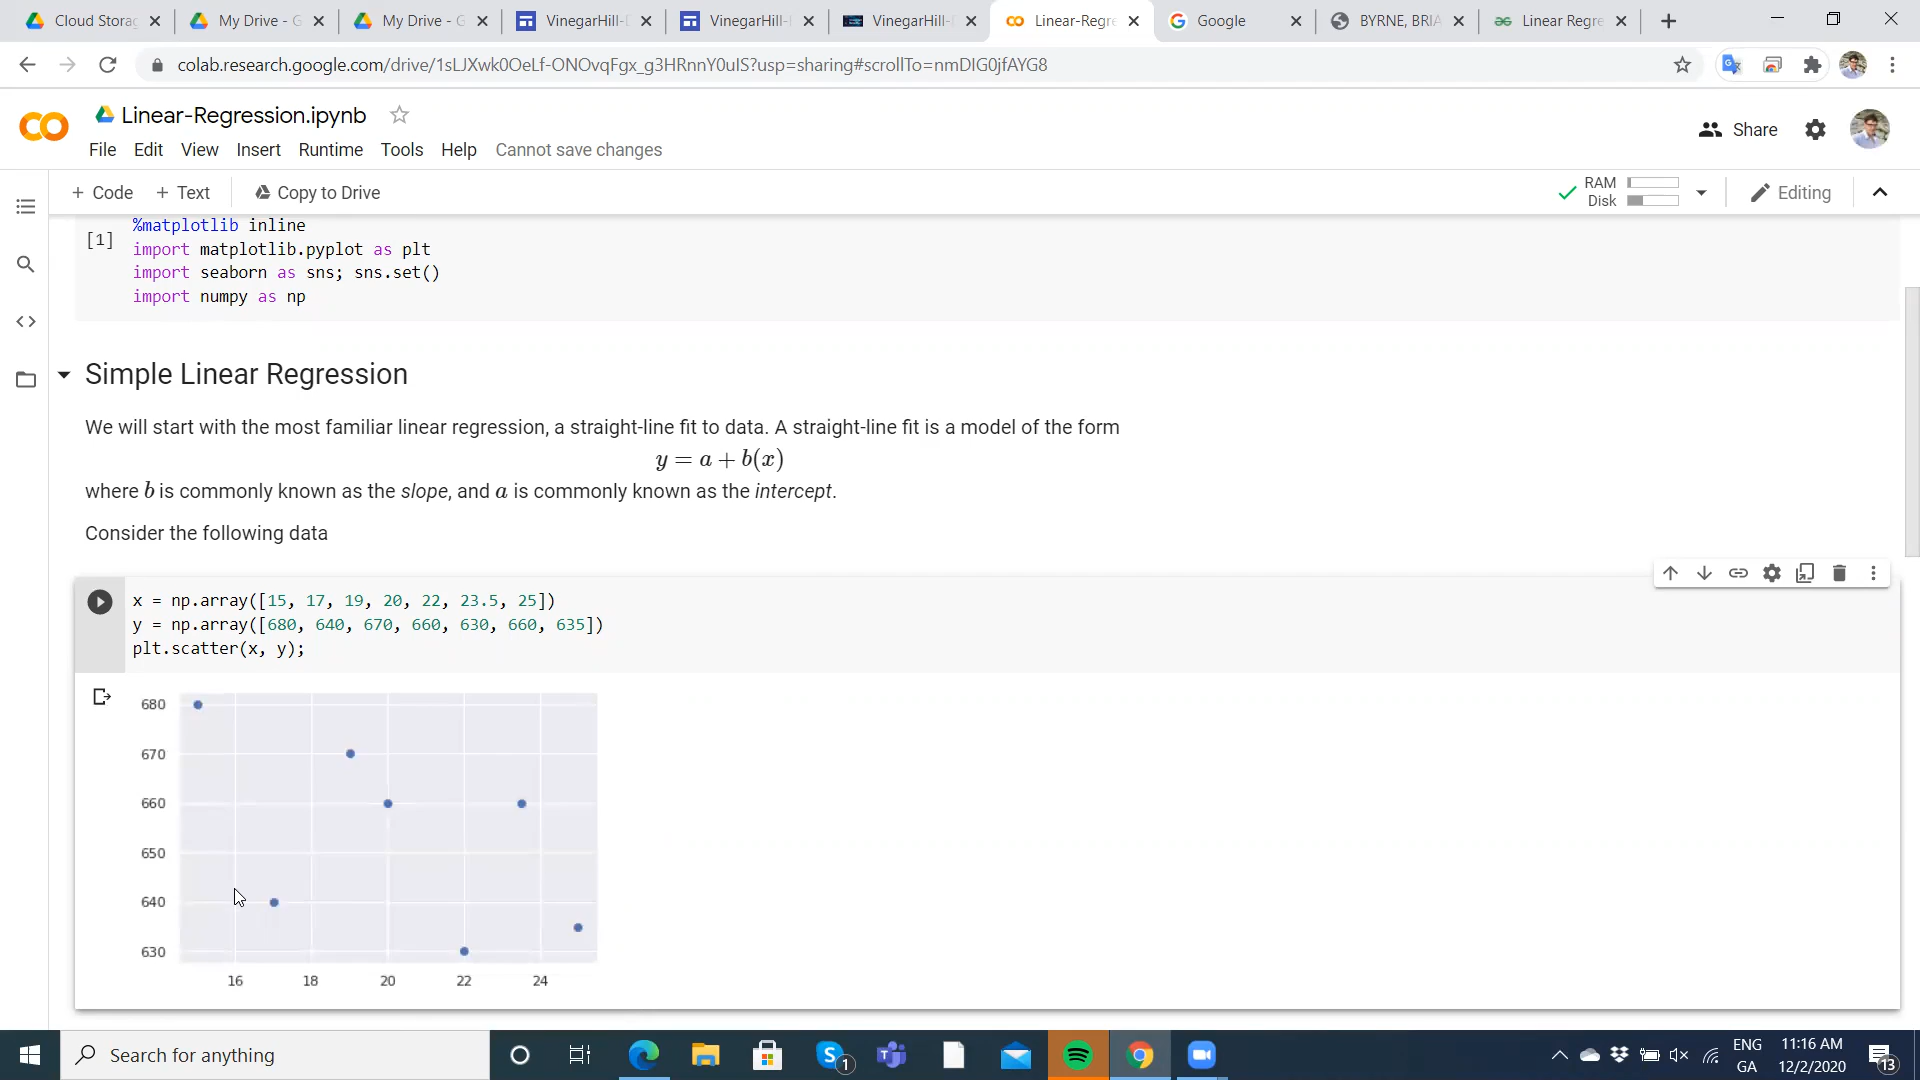 Cloud Storag
My Drive - G
My Drive - G
VinegarHill-
VinegarHill-
VinegarHill-
Linear-Regre
Google
BYRNE, BRIA
Linear Regre
colab.research.google.com/drive/1sLJXwk0OeLf-ONOvqFgx_g3HRnnY0ulS?usp=sharing#scrollTo=nmDIG0jfAYG8
Linear-Regression.ipynb
Share
File Edit View Insert Runtime Tools Help Cannot save changes
+ Code + Text Copy to Drive
RAM
Disk
Editing
[1]
%matplotlib inline
import matplotlib.pyplot as plt
import seaborn as sns; sns.set()
import numpy as np
Simple Linear Regression
We will start with the most familiar linear regression, a straight-line fit to data. A straight-line fit is a model of the form
y = a + b(x)
where b is commonly known as the slope, and a is commonly known as the intercept.
Consider the following data
x = np.array([15, 17, 19, 20, 22, 23.5, 25])
y = np.array([680, 640, 670, 660, 630, 660, 635])
plt.scatter(x, y);
680
670
660
650
640
630
16 18 20 22 24
Search for anything
1
ENG
GA
11:16 AM
12/2/2020
13